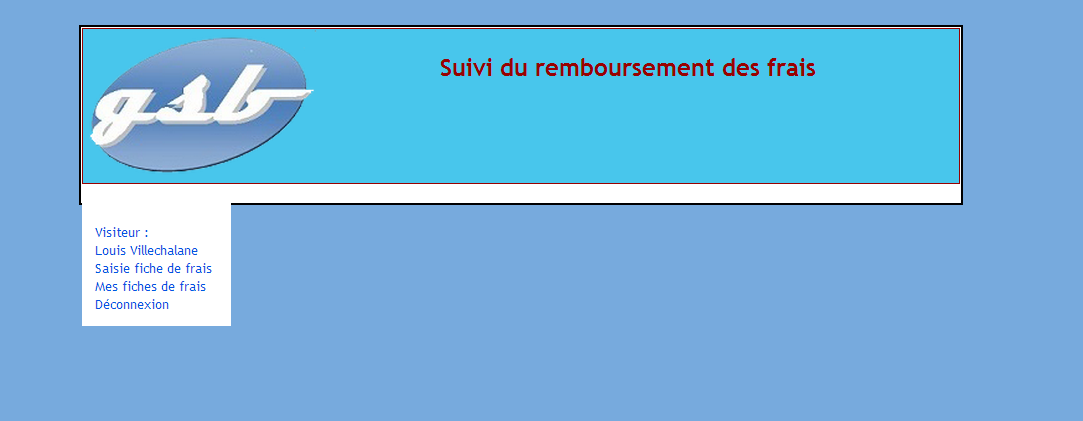 gsb
Suivi du remboursement des frais
Visiteur :
Louis Villechalane
Saisie fiche de frais
Mes fiches de frais
Déconnexion